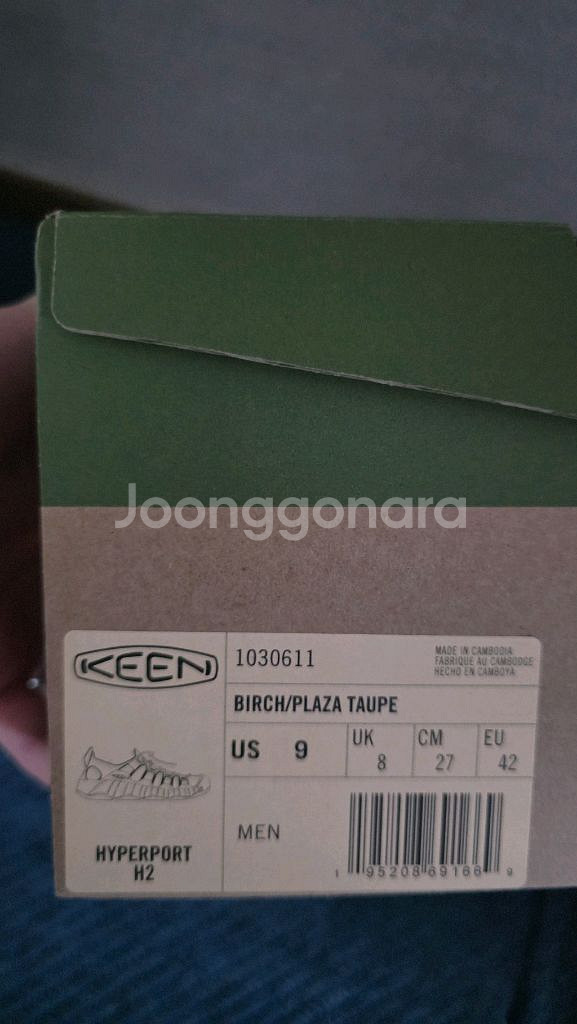 Joonggonara
KEEN
1030611
MADE IN CAMBODIA
FABRIQUE AU CAMBODGE
HECHO EN CAMBOYA
BIRCH/PLAZA TAUPE
US 9
UK 8
CM 27
EU 42
MEN
HYPERPORT
H2
1 95208 69166 9